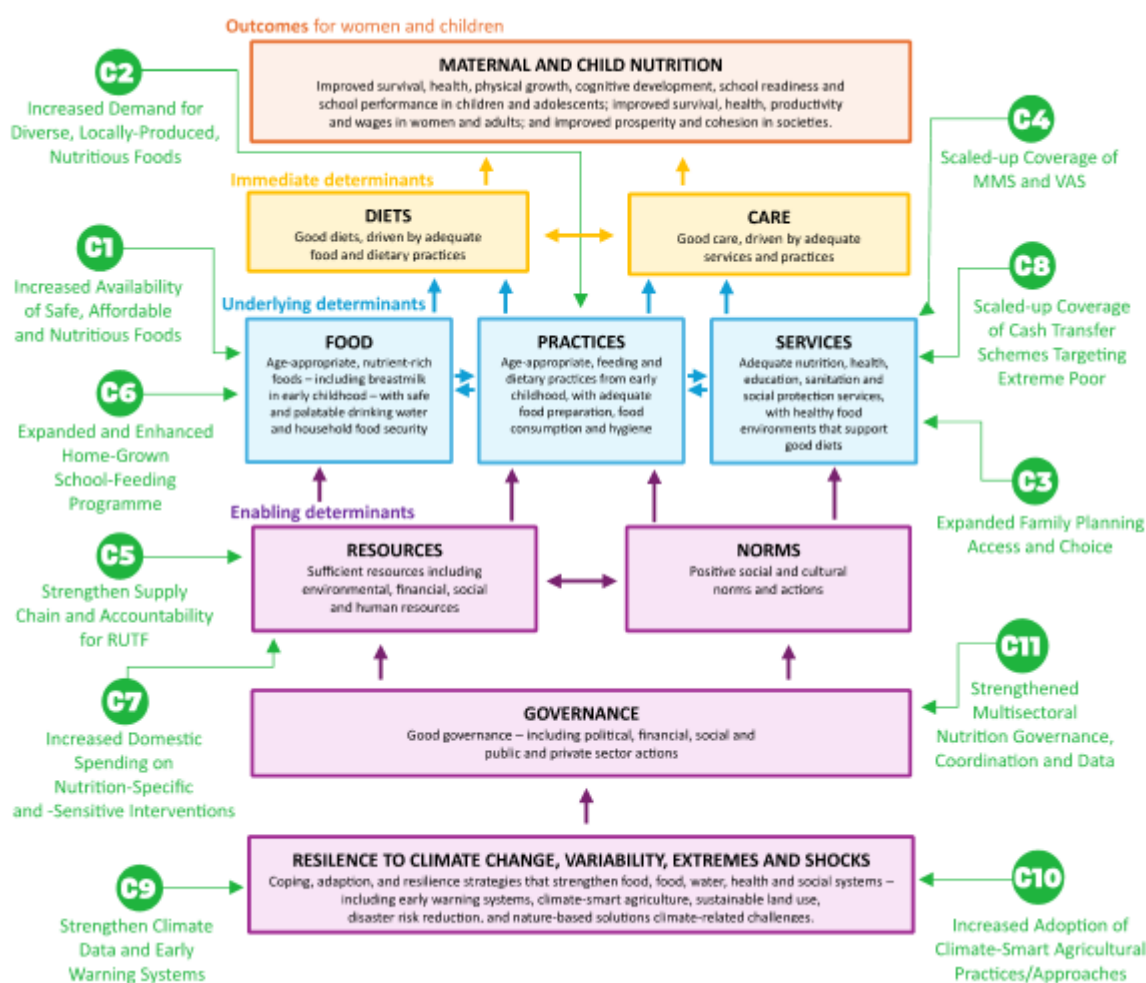 Outcomes for women and children
MATERNAL AND CHILD NUTRITION
Improved survival, health, physical growth, cognitive development, school readiness and
school performance in children and adolescents; improved survival, health, productivity
and wages in women and adults; and improved prosperity and cohesion in societies.
C2
Increased Demand for
Diverse, Locally-Produced,
Nutritious Foods
C4
Scaled-up Coverage of
MMS and VAS
Immediate determinants
DIETS
Good diets, driven by adequate
food and dietary practices
CARE
Good care, driven by adequate
services and practices
C1
Increased Availability
of Safe, Affordable
and Nutritious Foods
C8
Scaled-up Coverage
of Cash Transfer
Schemes Targeting
Extreme Poor
Underlying determinants
FOOD
Age-appropriate, nutrient-rich
foods – including breastmilk
in early childhood – with safe
and palatable drinking water
and household food security
PRACTICES
Age-appropriate, feeding and
dietary practices from early
childhood, with adequate
food preparation, food
consumption and hygiene
SERVICES
Adequate nutrition, health,
education, sanitation and
social protection services,
with healthy food
environments that support
good diets
C6
Expanded and Enhanced
Home-Grown
School-Feeding
Programme
C3
Expanded Family Planning
Access and Choice
Enabling determinants
RESOURCES
Sufficient resources including
environmental, financial, social
and human resources
NORMS
Positive social and cultural
norms and actions
C5
Strengthen Supply
Chain and Accountability
for RUTF
C7
Increased Domestic
Spending on
Nutrition-Specific
and -Sensitive Interventions
GOVERNANCE
Good governance – including political, financial, social and
public and private sector actions
C11
Strengthened
Multisectoral
Nutrition Governance,
Coordination and Data
RESILENCE TO CLIMATE CHANGE, VARIABILITY, EXTREMES AND SHOCKS
Coping, adaption, and resilience strategies that strengthen food, food, water, health and social systems –
including early warning systems, climate-smart agriculture, sustainable land use,
disaster risk reduction, and nature-based solutions climate-related challenges.
C9
Strengthen Climate
Data and Early
Warning Systems
C10
Increased Adoption of
Climate-Smart Agricultural
Practices/Approaches